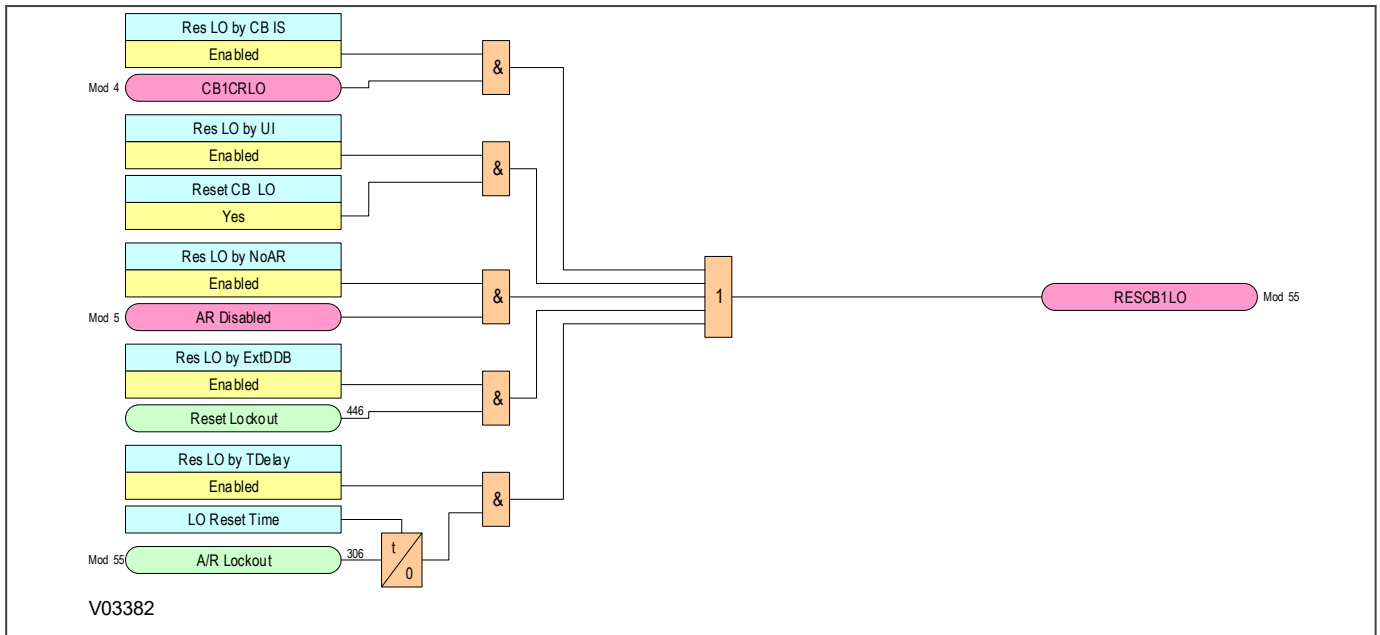 Res LO by CB IS
Enabled
&
Mod 4 CB1CRLO
Res LO by UI
Enabled
&
Reset CB LO
Yes
Res LO by NoAR
Enabled
&
1
RESCB1LO Mod 55
Mod 5 AR Disabled
Res LO by ExtDDB
Enabled
&
Reset Lockout 446
Res LO by TDelay
Enabled
&
LO Reset Time
t
0
Mod 55 A/R Lockout 306
V03382